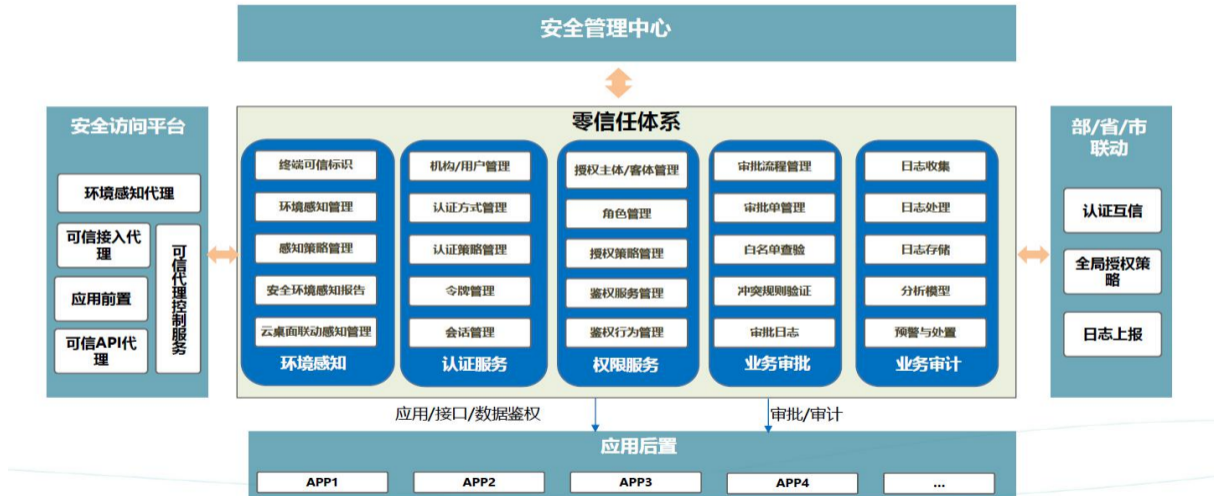 安全管理中心
安全访问平台
环境感知代理
可信接入代
理
应用前置
可信API代
理
可信代理控制服务
零信任体系
终端可信标识
环境感知管理
感知策略管理
安全环境感知报告
云桌面联动感知管理
环境感知
机构/用户管理
认证方式管理
认证策略管理
令牌管理
会话管理
认证服务
授权主体/客体管理
角色管理
授权策略管理
鉴权服务管理
鉴权行为管理
权限服务
审批流程管理
审批单管理
白名单查验
冲突规则验证
审批日志
业务审批
日志收集
日志处理
日志存储
分析模型
预警与处置
业务审计
部/省/市
联动
认证互信
全局授权策
略
日志上报
应用/接口/数据鉴权
审批/审计
应用后置
APP1
APP2
APP3
APP4
...